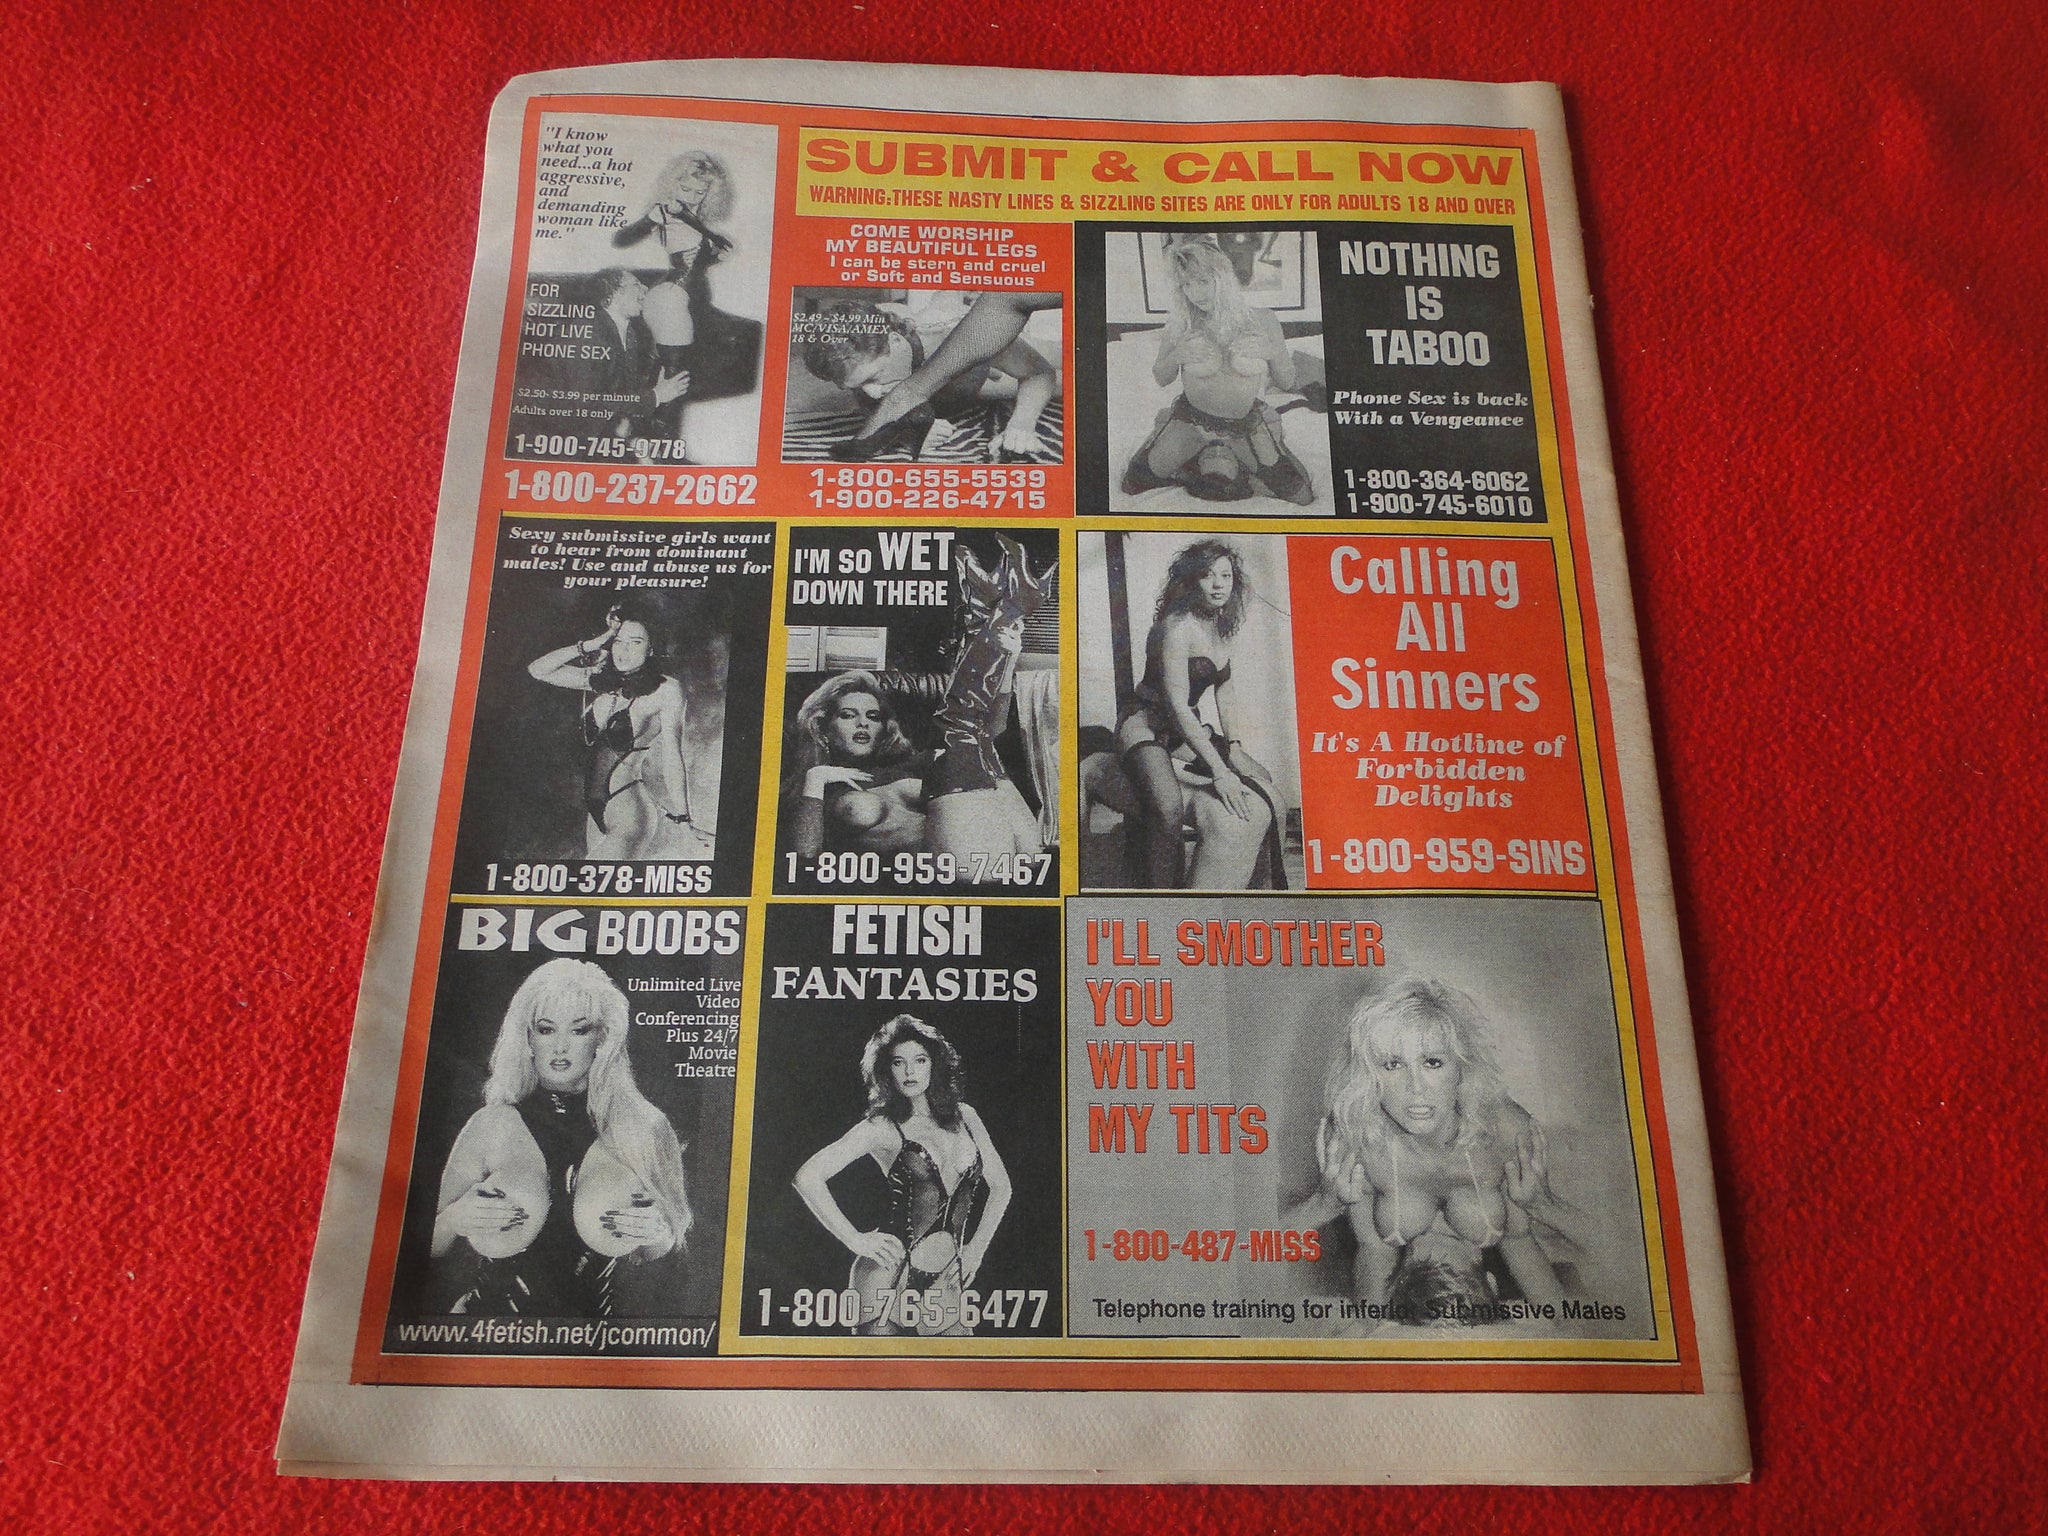 "I know
what you
need...a hot
aggressive,
and
demanding
woman like
me."
FOR
SIZZLING
HOT LIVE
PHONE SEX
$2.50- $3.99 per minute
Adults over 18 only
1-900-745-9778
1-800-237-2662
SUBMIT & CALL NOW
WARNING:THESE NASTY LINES & SIZZLING SITES ARE ONLY FOR ADULTS 18 AND OVER
COME WORSHIP
MY BEAUTIFUL LEGS
I can be stern and cruel
or Soft and Sensuous
$2.49 - $4.99 Min
MC/VISA/AMEX
18 & Over
1-800-655-5539
1-900-226-4715
NOTHING
IS
TABOO
Phone Sex is back
With a Vengeance
1-800-364-6062
1-900-745-6010
Sexy submissive girls want
to hear from dominant
males! Use and abuse us for
your pleasure!
1-800-378-MISS
I'M SO WET
DOWN THERE
1-800-959-7467
Calling
All
Sinners
It's A Hotline of
Forbidden
Delights
1-800-959-SINS
BIG BOOBS
Unlimited Live
Video
Conferencing
Plus 24/7
Movie
Theatre
www.4fetish.net/jcommon/
FETISH
FANTASIES
1-800-765-6477
I'LL SMOTHER
YOU
WITH
MY TITS
1-800-487-MISS
Telephone training for inferior Submissive Males